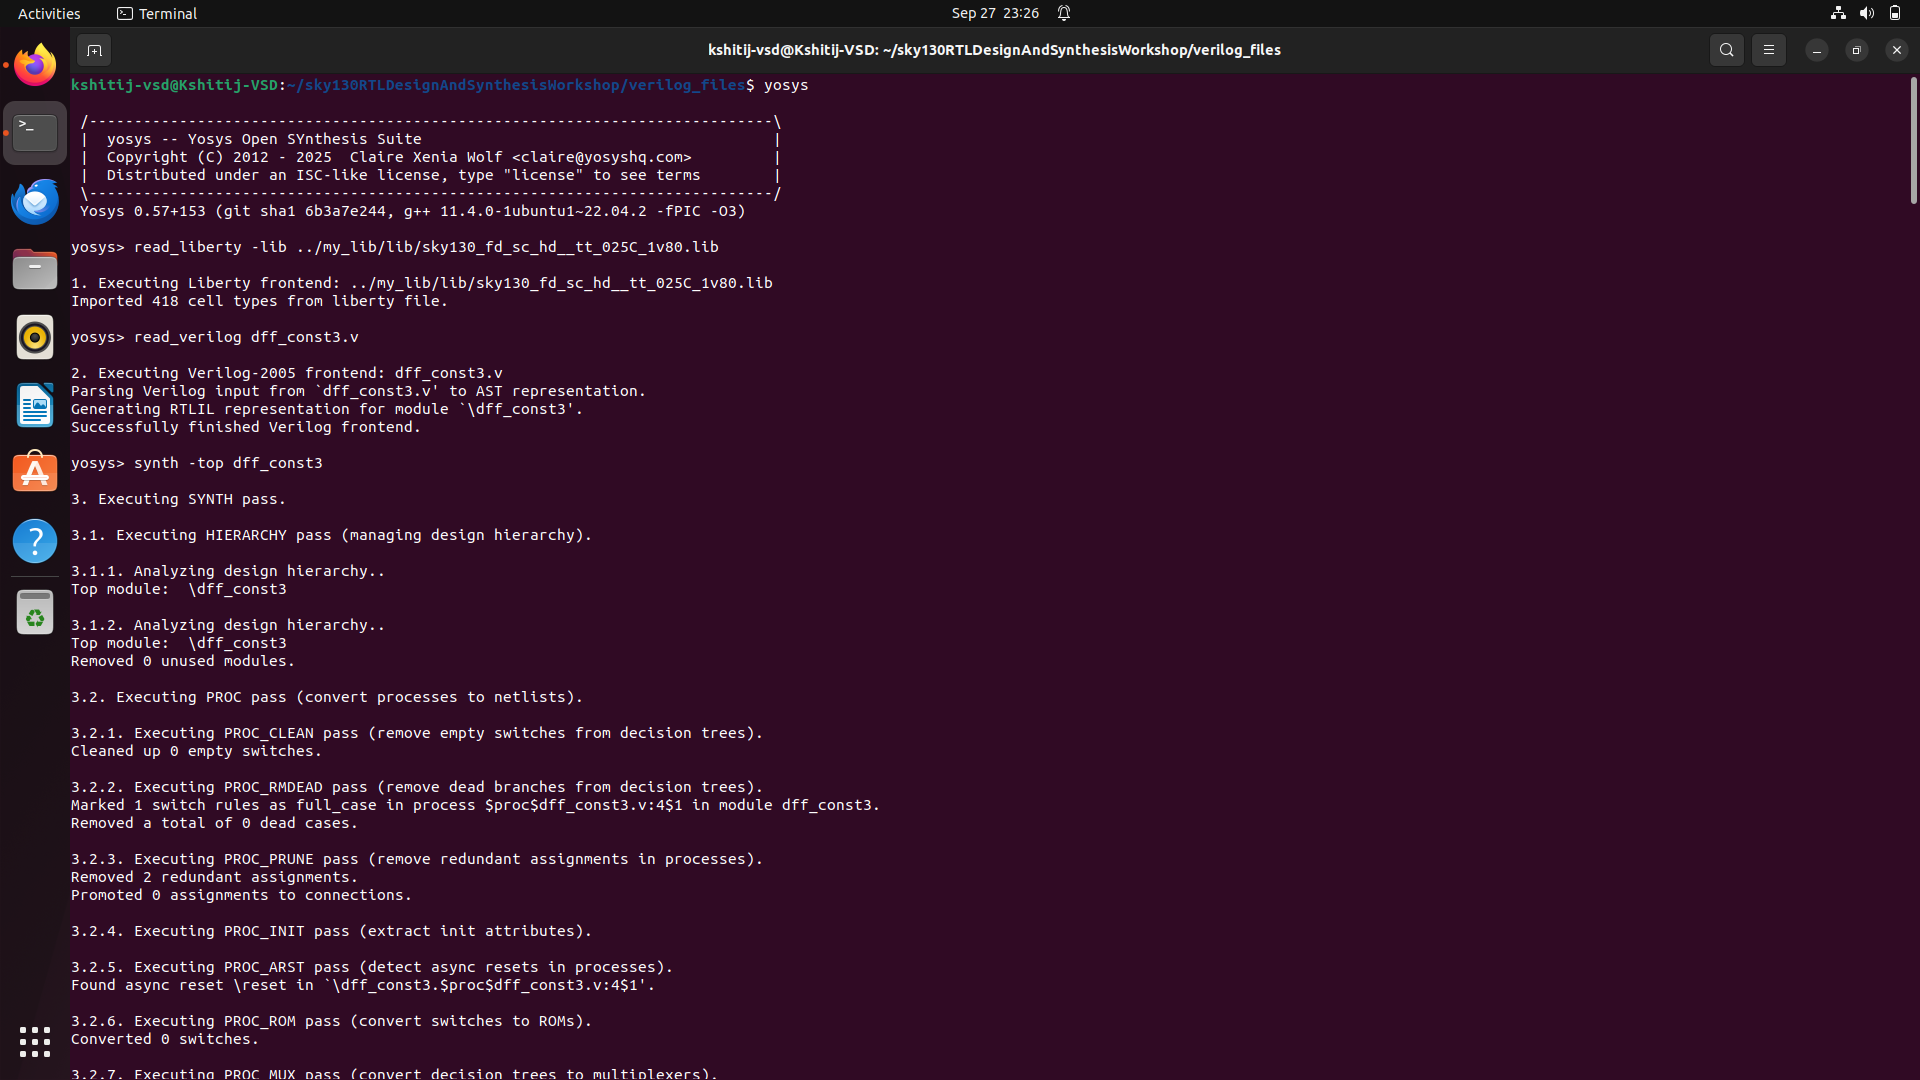 Activities
Terminal
Sep 27 23:26
kshitij-vsd@Kshitij-VSD: ~/sky130RTLDesignAndSynthesisWorkshop/verilog_files
kshitij-vsd@Kshitij-VSD:~/sky130RTLDesignAndSynthesisWorkshop/verilog_files$ yosys
/----------------------------------------------------------------------------\
|  yosys -- Yosys Open SYnthesis Suite                                       |
|  Copyright (C) 2012 - 2025  Claire Xenia Wolf <claire@yosyshq.com>         |
|  Distributed under an ISC-like license, type "license" to see terms        |
\----------------------------------------------------------------------------/
Yosys 0.57+153 (git sha1 6b3a7e244, g++ 11.4.0-1ubuntu1~22.04.2 -fPIC -O3)
yosys> read_liberty -lib ../my_lib/lib/sky130_fd_sc_hd__tt_025C_1v80.lib
1. Executing Liberty frontend: ../my_lib/lib/sky130_fd_sc_hd__tt_025C_1v80.lib
Imported 418 cell types from liberty file.
yosys> read_verilog dff_const3.v
2. Executing Verilog-2005 frontend: dff_const3.v
Parsing Verilog input from `dff_const3.v' to AST representation.
Generating RTLIL representation for module `\dff_const3'.
Successfully finished Verilog frontend.
yosys> synth -top dff_const3
3. Executing SYNTH pass.
3.1. Executing HIERARCHY pass (managing design hierarchy).
3.1.1. Analyzing design hierarchy..
Top module:  \dff_const3
3.1.2. Analyzing design hierarchy..
Top module:  \dff_const3
Removed 0 unused modules.
3.2. Executing PROC pass (convert processes to netlists).
3.2.1. Executing PROC_CLEAN pass (remove empty switches from decision trees).
Cleaned up 0 empty switches.
3.2.2. Executing PROC_RMDEAD pass (remove dead branches from decision trees).
Marked 1 switch rules as full_case in process $proc$dff_const3.v:4$1 in module dff_const3.
Removed a total of 0 dead cases.
3.2.3. Executing PROC_PRUNE pass (remove redundant assignments in processes).
Removed 2 redundant assignments.
Promoted 0 assignments to connections.
3.2.4. Executing PROC_INIT pass (extract init attributes).
3.2.5. Executing PROC_ARST pass (detect async resets in processes).
Found async reset \reset in `\dff_const3.$proc$dff_const3.v:4$1'.
3.2.6. Executing PROC_ROM pass (convert switches to ROMs).
Converted 0 switches.
3.2.7. Executing PROC_MUX pass (convert decision trees to multiplexers).